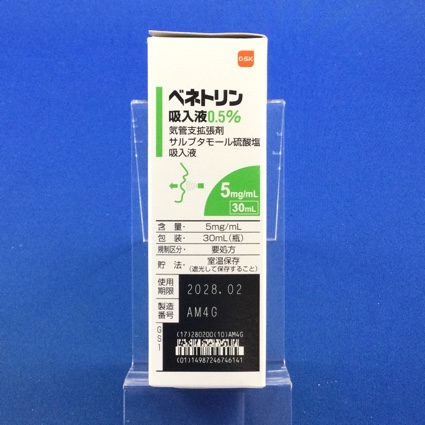 GSK
ベネトリン
吸入液0.5%
気管支拡張剤
サルブタモール硫酸塩
吸入液
5mg/mL
30mL
含量・ 5mg/mL
包装・ 30mL(瓶)
規制区分・ 要処方
貯法・ 室温保存
(遮光して保存すること)
使用期限 2028.02
製造番号 AM4G
GS1
(17)280200(10)AM4G
(01)14987246746141